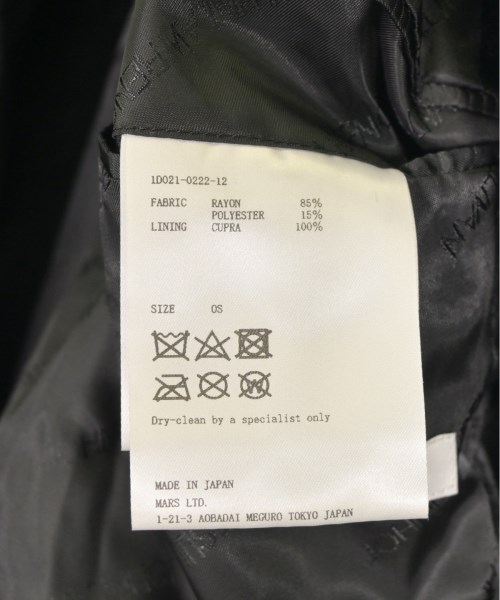 1D021-0222-12
FABRIC RAYON 85%
POLYESTER 15%
LINING CUPRA 100%
SIZE OS
W
Dry-clean by a specialist only
MADE IN JAPAN
MARS LTD.
1-21-3 AOBADAI MEGURO TOKYO JAPAN